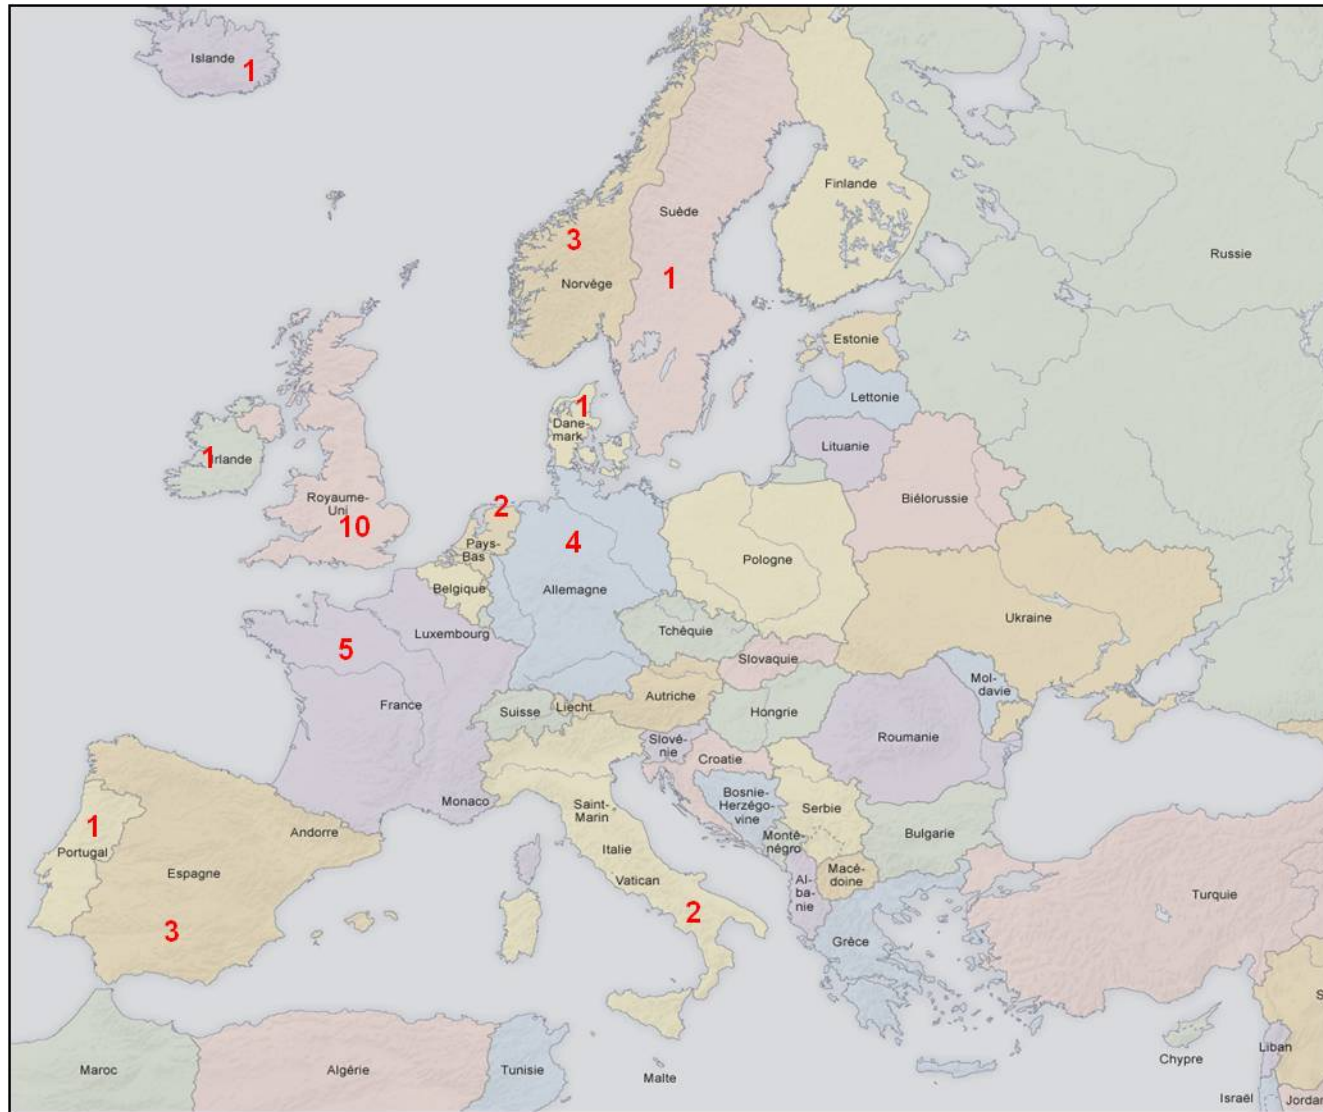 Islande
1
Finlande
Suède
3
Russie
1
Norvège
Estonie
Lettonie
1
Dane-
mark
Lituanie
1
Irlande
Royaume-
Uni
10
2
Pays-
Bas
4
Biélorussie
Pologne
Belgique
Allemagne
Ukraine
Luxembourg
Tchéquie
5
Slovaquie
Mol-
davie
Autriche
France
Suisse
Liecht.
Hongrie
Roumanie
Slové-
nie
Croatie
Monaco
Saint-
Marin
Bosnie-
Herzégo-
vine
Serbie
1
Portugal
Andorre
Monté-
négro
Bulgarie
Italie
Espagne
Vatican
Al-
ba-
nie
Macé-
doine
Turquie
3
2
Grèce
S
Maroc
Algérie
Tunisie
Malte
Chypre
Liban
Israël
Jordan